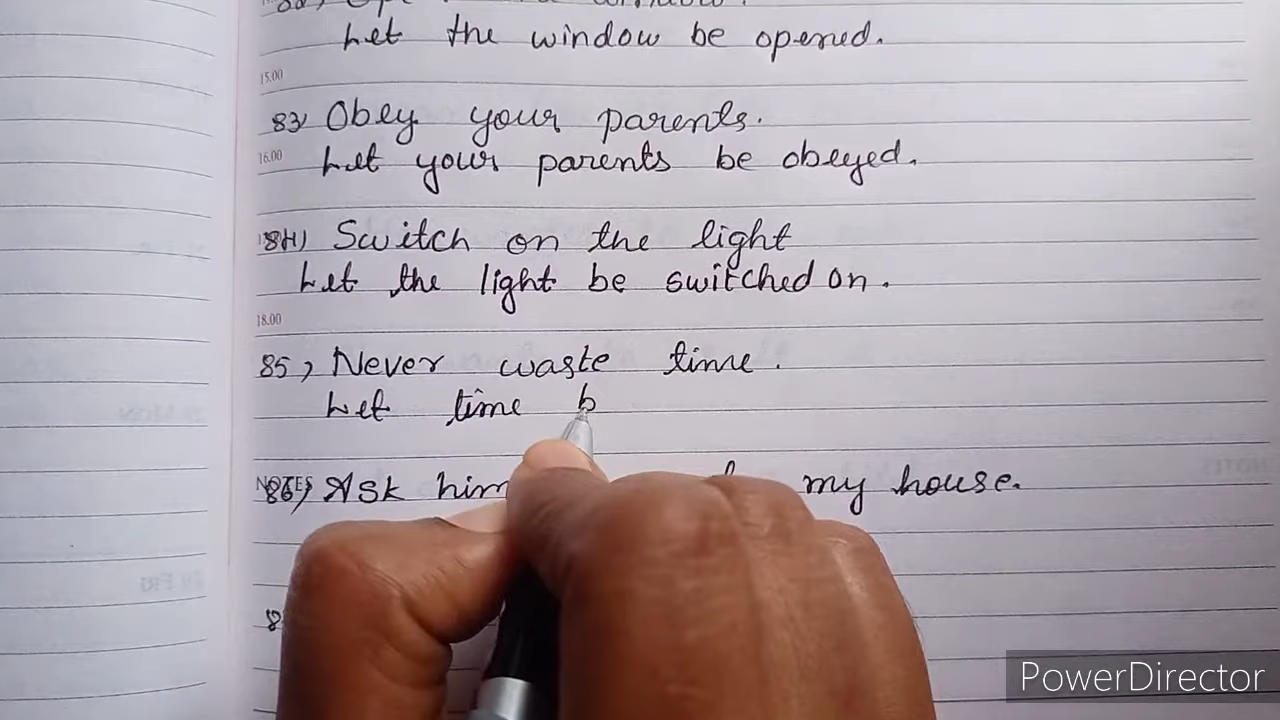 Let the window be opened.
15.00
83) Obey your parents.
16.00 Let your parents be obeyed.
84) Switch on the light
Let the light be switched on.
18.00
85) Never waste time.
Let time b
NOTES
86) Ask him my house.
8
PowerDirector